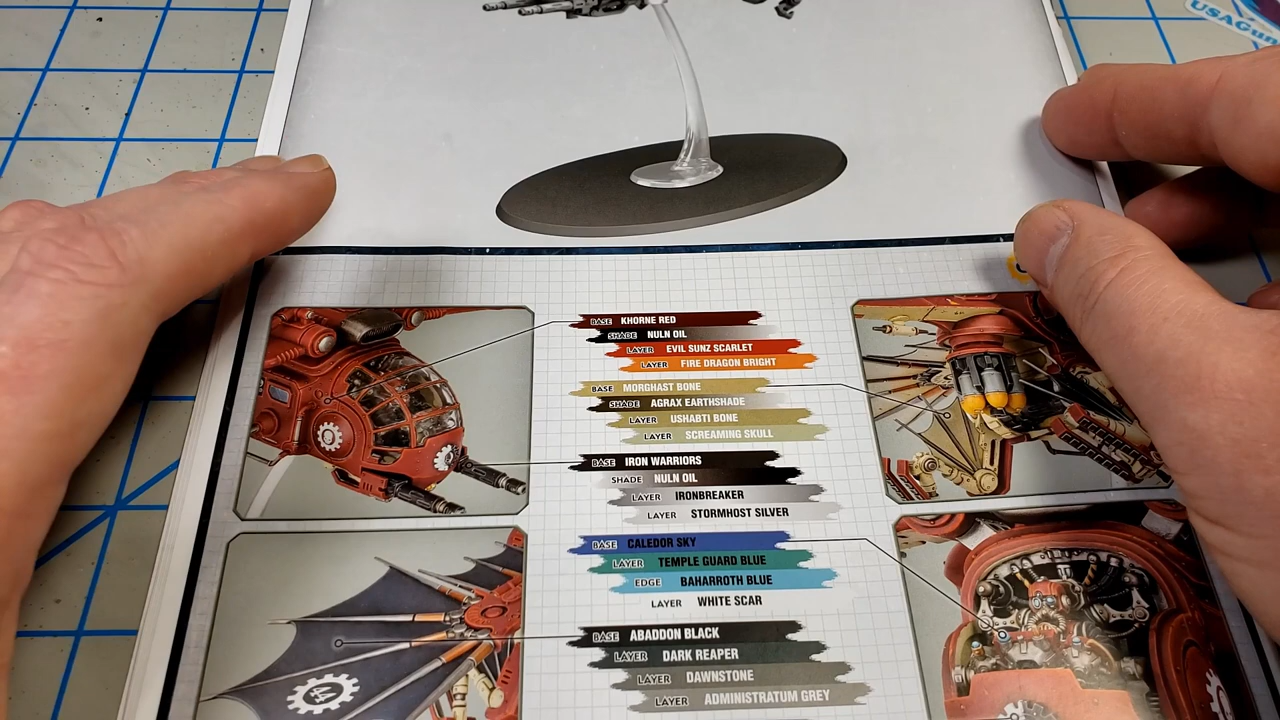 USAGun
BASE KHORNE RED
SHADE NULN OIL
LAYER EVIL SUNZ SCARLET
LAYER FIRE DRAGON BRIGHT
BASE MORGHAST BONE
SHADE AGRAX EARTHSHADE
LAYER USHABTI BONE
LAYER SCREAMING SKULL
BASE IRON WARRIORS
SHADE NULN OIL
LAYER IRONBREAKER
LAYER STORMHOST SILVER
BASE CALEDOR SKY
LAYER TEMPLE GUARD BLUE
EDGE BAHARROTH BLUE
LAYER WHITE SCAR
BASE ABADDON BLACK
LAYER DARK REAPER
LAYER DAWNSTONE
LAYER ADMINISTRATUM GREY
44